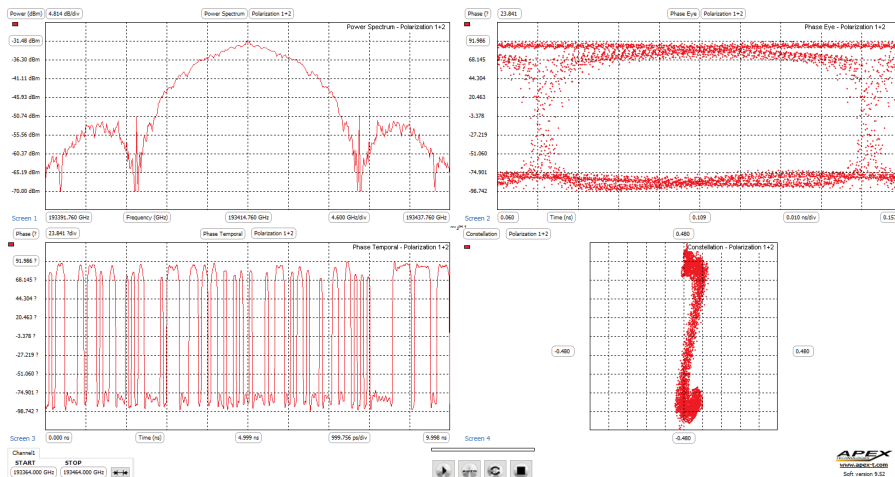 Power (dBm) 4.814 dB/div Power Spectrum Polarization 1+2
Power Spectrum - Polarization 1+2
-31.48 dBm
-36.30 dBm
-41.11 dBm
-45.93 dBm
-50.74 dBm
-55.56 dBm
-60.37 dBm
-65.19 dBm
-70.00 dBm
Screen 1 193391.760 GHz Frequency (GHz) 193414.760 GHz 4.600 GHz/div 193437.760 GHz
Phase (? 23.841 Phase Eye Polarization 1+2
Phase Eye - Polarization 1+2
91.986
68.145
44.304
20.463
-3.378
-27.219
-51.060
-74.901
-98.742
Screen 2 0.060 Time (ns) 0.109 0.010 ns/div 0.157
Phase (? 23.841 ?/div Phase Temporal Polarization 1+2
Phase Temporal - Polarization 1+2
91.986 ?
68.145 ?
44.304 ?
20.463 ?
-3.378 ?
-27.219 ?
-51.060 ?
-74.901 ?
-98.742 ?
Screen 3 0.000 ns Time (ns) 4.999 ns 999.756 ps/div 9.998 ns
Constellation Polarization 1+2 0.480
Constellation - Polarization 1+2
-0.480 0.480
Screen 4 -0.480
Channel1
START STOP
193364.000 GHz 193464.000 GHz
APEX
www.apex-t.com
Soft version 9.52